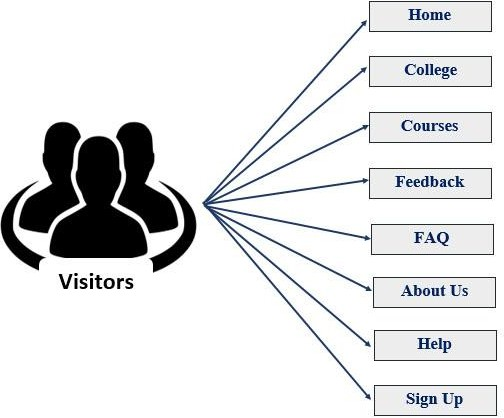 Home
College
Courses
Feedback
FAQ
About Us
Help
Sign Up
Visitors